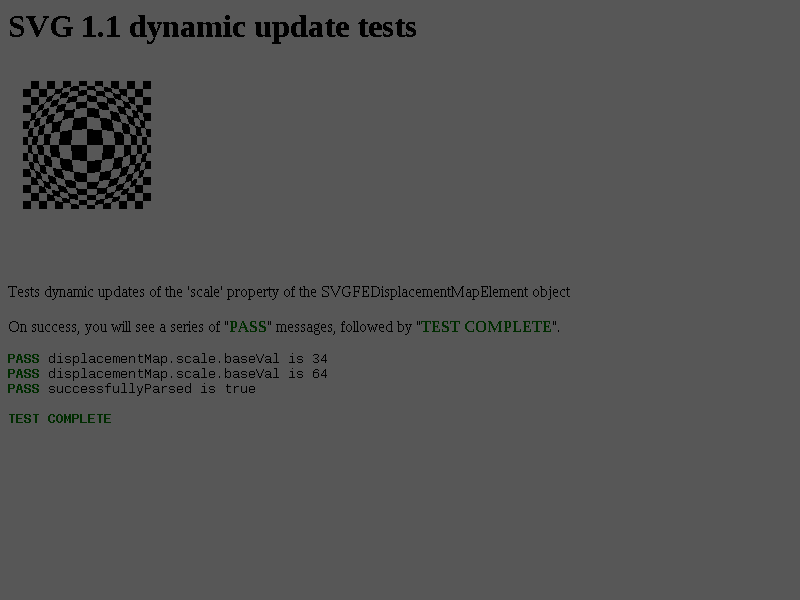 SVG 1.1 dynamic update tests
Tests dynamic updates of the 'scale' property of the SVGFEDisplacementMapElement object
On success, you will see a series of "PASS" messages, followed by "TEST COMPLETE".
PASS displacementMap.scale.baseVal is 34
PASS displacementMap.scale.baseVal is 64
PASS successfullyParsed is true
TEST COMPLETE